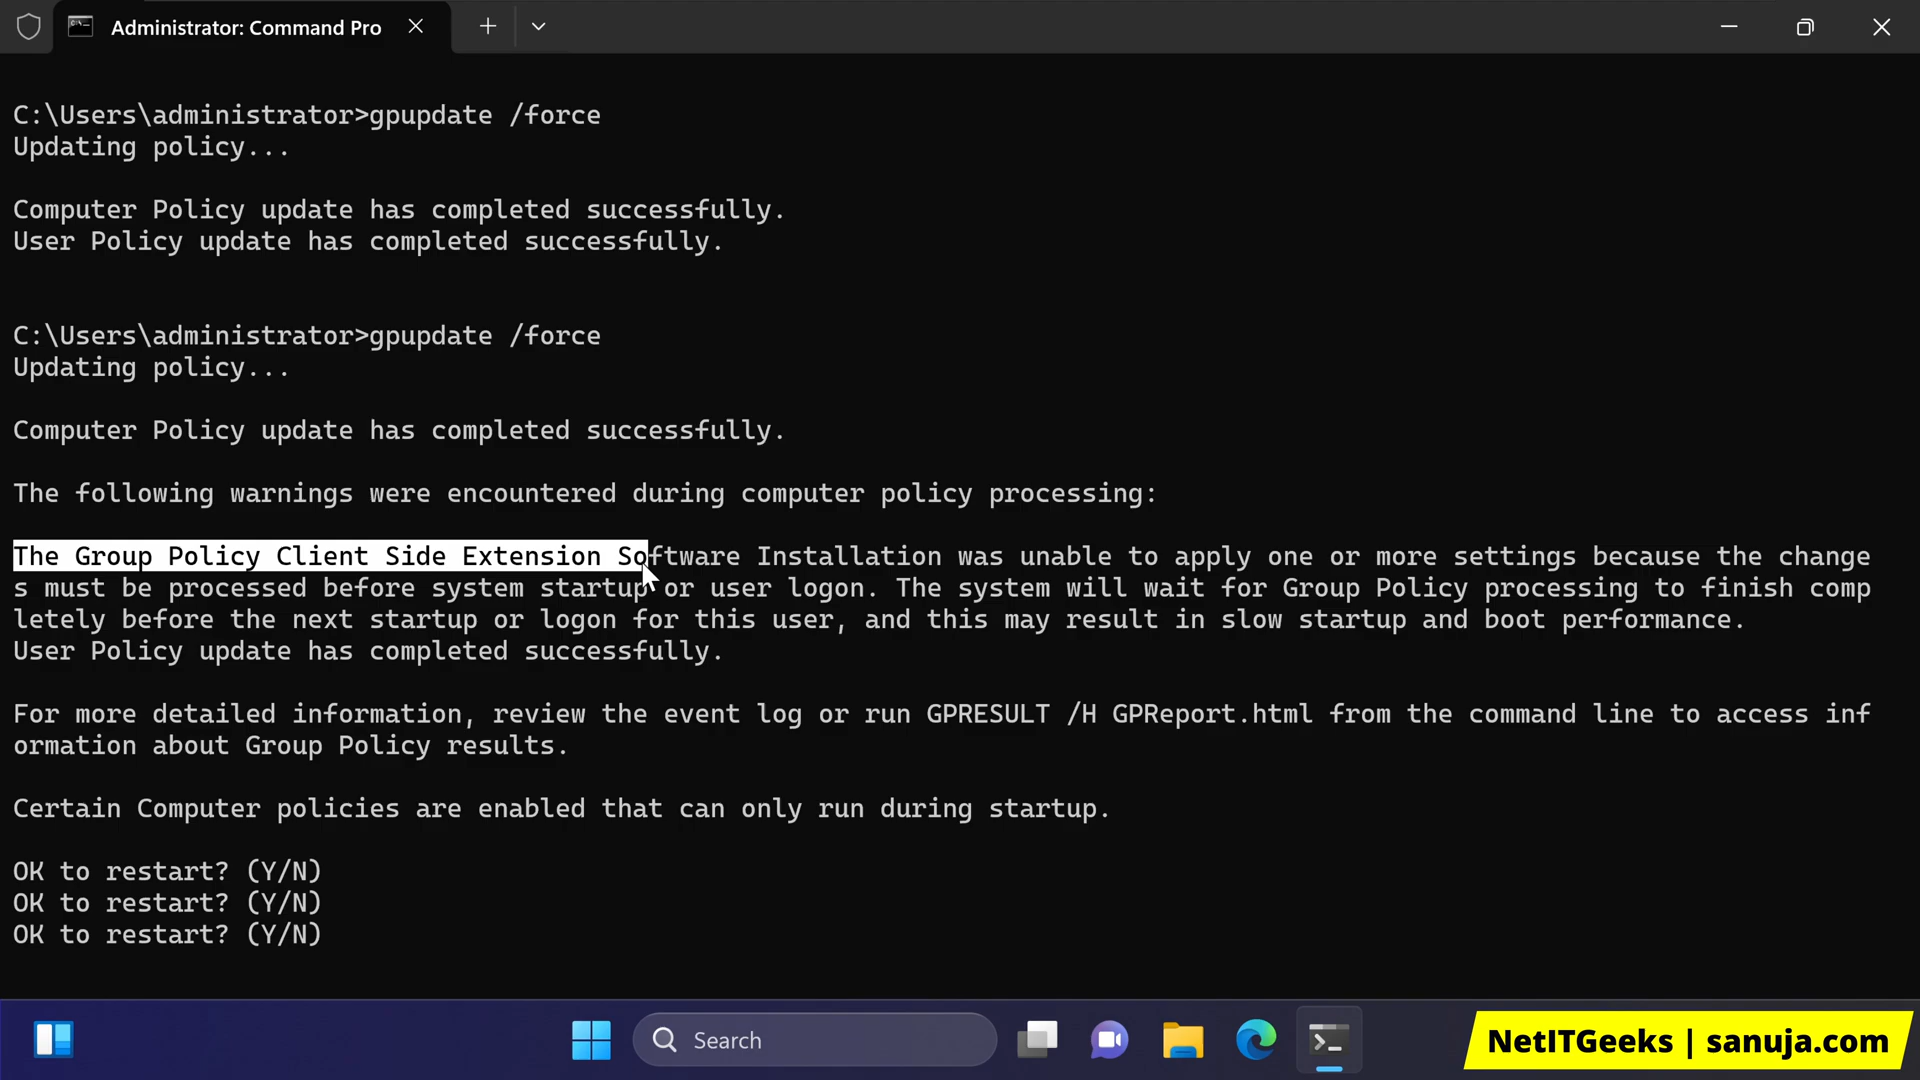 Administrator: Command Pro
C:\Users\administrator>gpupdate /force
Updating policy...
Computer Policy update has completed successfully.
User Policy update has completed successfully.
C:\Users\administrator>gpupdate /force
Updating policy...
Computer Policy update has completed successfully.
The following warnings were encountered during computer policy processing:
The Group Policy Client Side Extension Software Installation was unable to apply one or more settings because the change
s must be processed before system startup or user logon. The system will wait for Group Policy processing to finish comp
letely before the next startup or logon for this user, and this may result in slow startup and boot performance.
User Policy update has completed successfully.
For more detailed information, review the event log or run GPRESULT /H GPReport.html from the command line to access inf
ormation about Group Policy results.
Certain Computer policies are enabled that can only run during startup.
OK to restart? (Y/N)
OK to restart? (Y/N)
OK to restart? (Y/N)
Search
NetITGeeks | sanuja.com